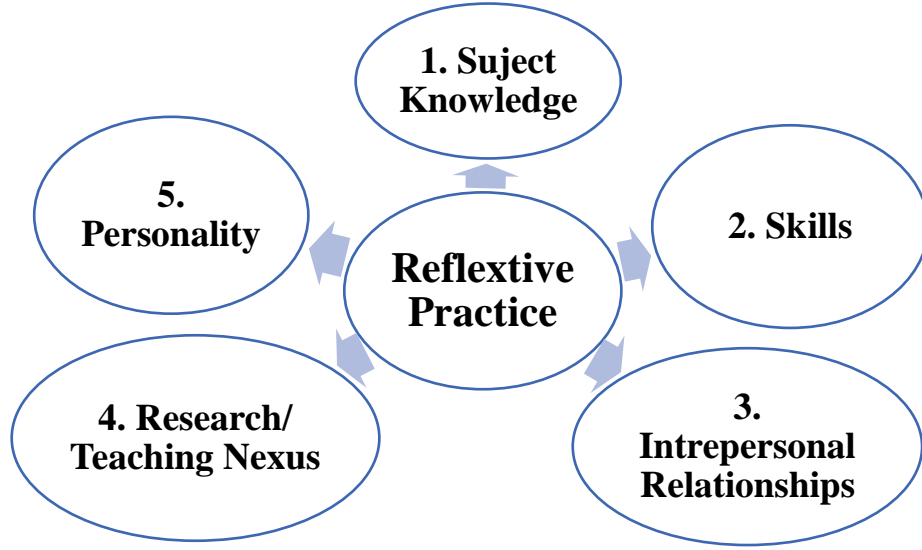 1. Suject
Knowledge
2. Skills
3.
Intrepersonal
Relationships
4. Research/
Teaching Nexus
5.
Personality
Reflextive
Practice